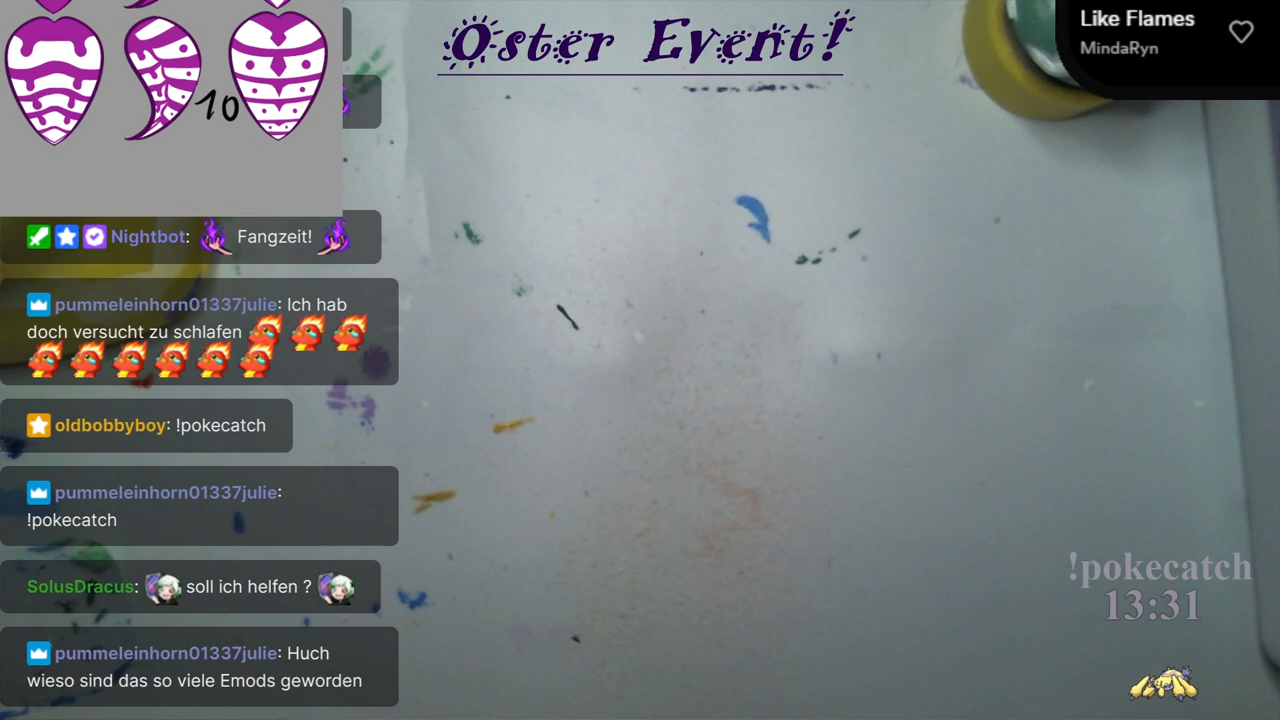 Oster Event!
Like Flames
MindaRyn
10
Nightbot: Fangzeit!
pummeleinhorn01337julie: Ich hab
doch versucht zu schlafen
oldbobbyboy: !pokecatch
pummeleinhorn01337julie:
!pokecatch
SolusDracus: soll ich helfen ?
pummeleinhorn01337julie: Huch
wieso sind das so viele Emods geworden
!pokecatch
13:31